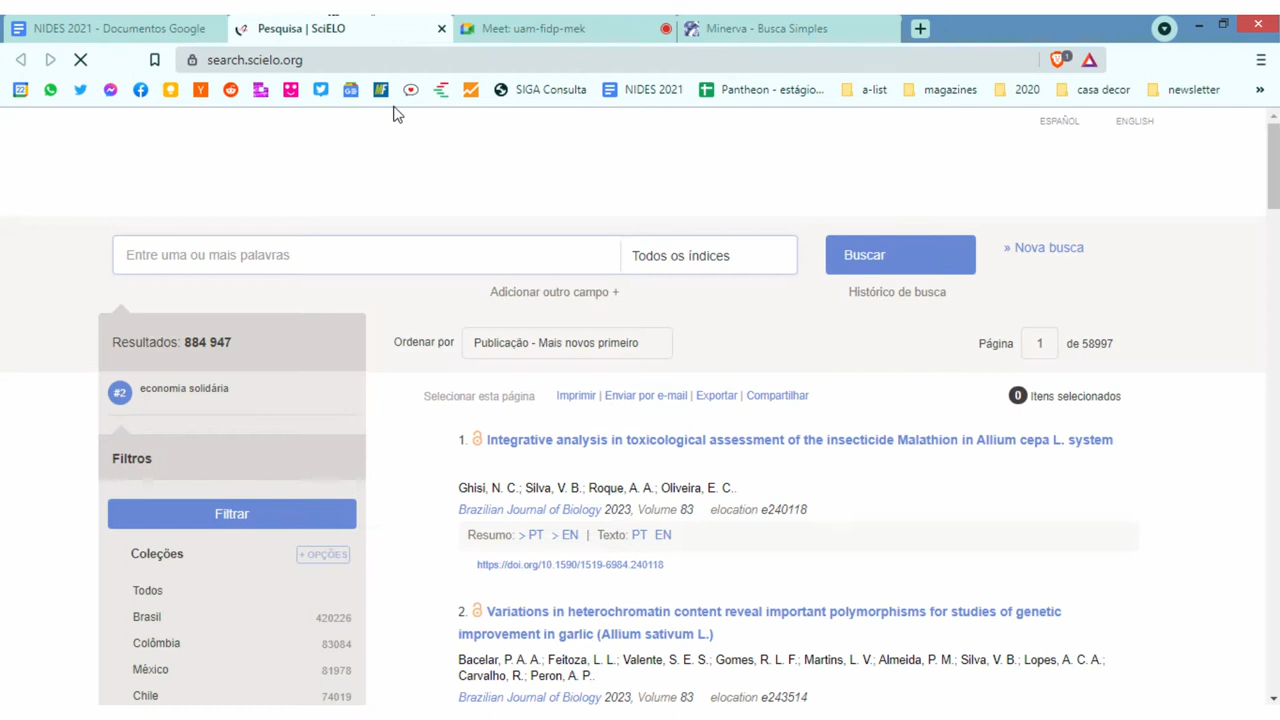 NIDES 2021 - Documentos Google
Pesquisa | SciELO
Meet: uam-fidp-mek
Minerva - Busca Simples
search.scielo.org
SIGA Consulta
NIDES 2021
Pantheon - estágio...
a-list
magazines
2020
casa decor
newsletter
»
ESPAÑOL
ENGLISH
Entre uma ou mais palavras
Todos os índices
Buscar
» Nova busca
Adicionar outro campo +
Histórico de busca
Resultados: 884 947
Ordenar por
Publicação - Mais novos primeiro
Página 1 de 58997
#2 economia solidária
Selecionar esta página
Imprimir | Enviar por e-mail | Exportar | Compartilhar
0 Itens selecionados
Filtros
Filtrar
Coleções
+ OPÇÕES
Todos
Brasil 420226
Colômbia 83084
México 81978
Chile 74019
1. Integrative analysis in toxicological assessment of the insecticide Malathion in Allium cepa L. system
Ghisi, N. C.; Silva, V. B.; Roque, A. A.; Oliveira, E. C..
Brazilian Journal of Biology 2023, Volume 83 elocation e240118
Resumo: > PT > EN | Texto: PT EN
https://doi.org/10.1590/1519-6984.240118
2. Variations in heterochromatin content reveal important polymorphisms for studies of genetic
improvement in garlic (Allium sativum L.)
Bacelar, P. A. A.; Feitoza, L. L.; Valente, S. E. S.; Gomes, R. L. F.; Martins, L. V.; Almeida, P. M.; Silva, V. B.; Lopes, A. C. A.;
Carvalho, R.; Peron, A. P..
Brazilian Journal of Biology 2023, Volume 83 elocation e243514